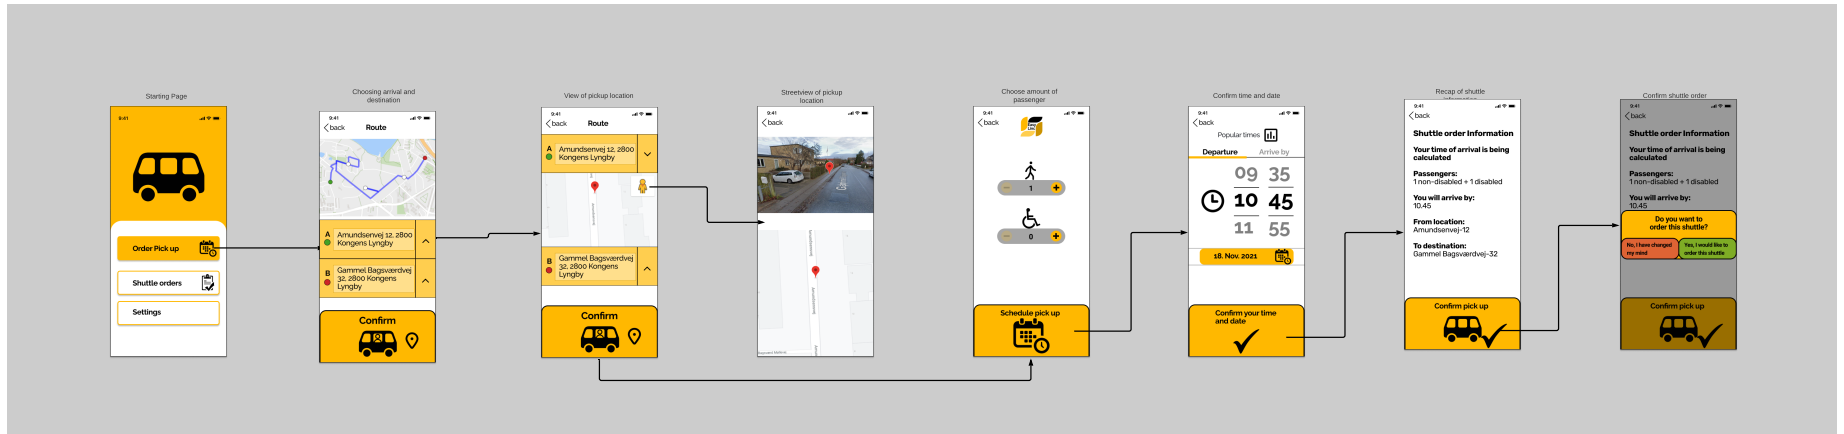 Starting Page
9:41
Order Pick up
Shuttle orders
Settings
Choosing arrival and
destination
9:41
back
Route
A
Amundsenvej 12, 2800
Kongens Lyngby
B
Gammel Bagsværdvej
32, 2800 Kongens
Lyngby
Confirm
View of pickup location
9:41
back
Route
A
Amundsenvej 12, 2800
Kongens Lyngby
B
Gammel Bagsværdvej
32, 2800 Kongens
Lyngby
Confirm
Streetview of pickup
location
9:41
back
Choose amount of
passenger
9:41
back
1
0
Schedule pick up
Confirm time and date
9:41
back
Popular times
Departure
Arrive by
09 35
10 45
11 55
18. Nov. 2021
Confirm your time
and date
Recap of shuttle
information
9:41
back
Shuttle order Information
Your time of arrival is being
calculated
Passengers:
1 non-disabled + 1 disabled
You will arrive by:
10.45
From location:
Amundsenvej-12
To destination:
Gammel Bagsværdvej-32
Confirm pick up
Confirm shuttle order
9:41
back
Shuttle order Information
Your time of arrival is being
calculated
Passengers:
1 non-disabled + 1 disabled
You will arrive by:
10.45
Do you want to
order this shuttle?
No, I have changed
my mind
Yes, I would like to
order this shuttle
Confirm pick up